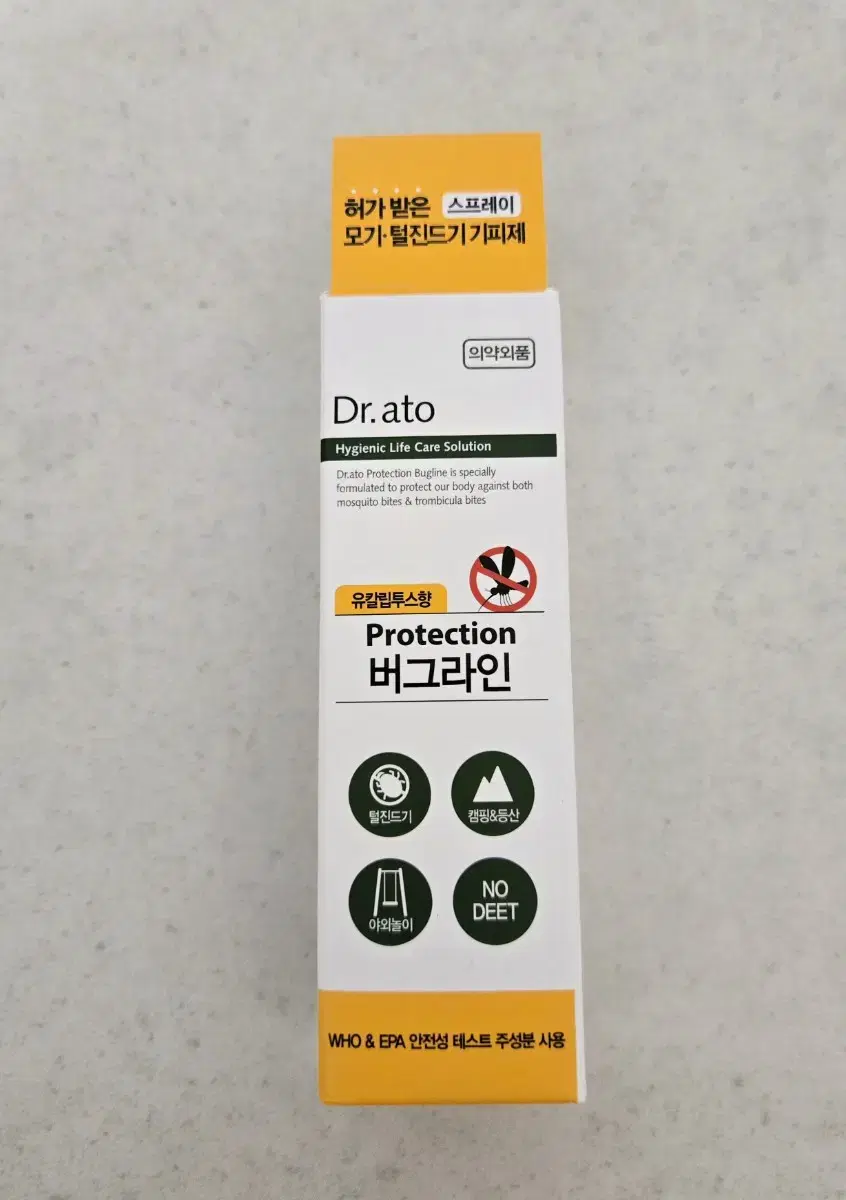 허가 받은 스프레이
모기·털진드기 기피제
의약외품
Dr.ato
Hygienic Life Care Solution
Dr.ato Protection Bugline is specially
formulated to protect our body against both
mosquito bites & trombicula bites
유칼립투스향
Protection
버그라인
털진드기
캠핑&등산
야외놀이
NO
DEET
WHO & EPA 안전성 테스트 주성분 사용